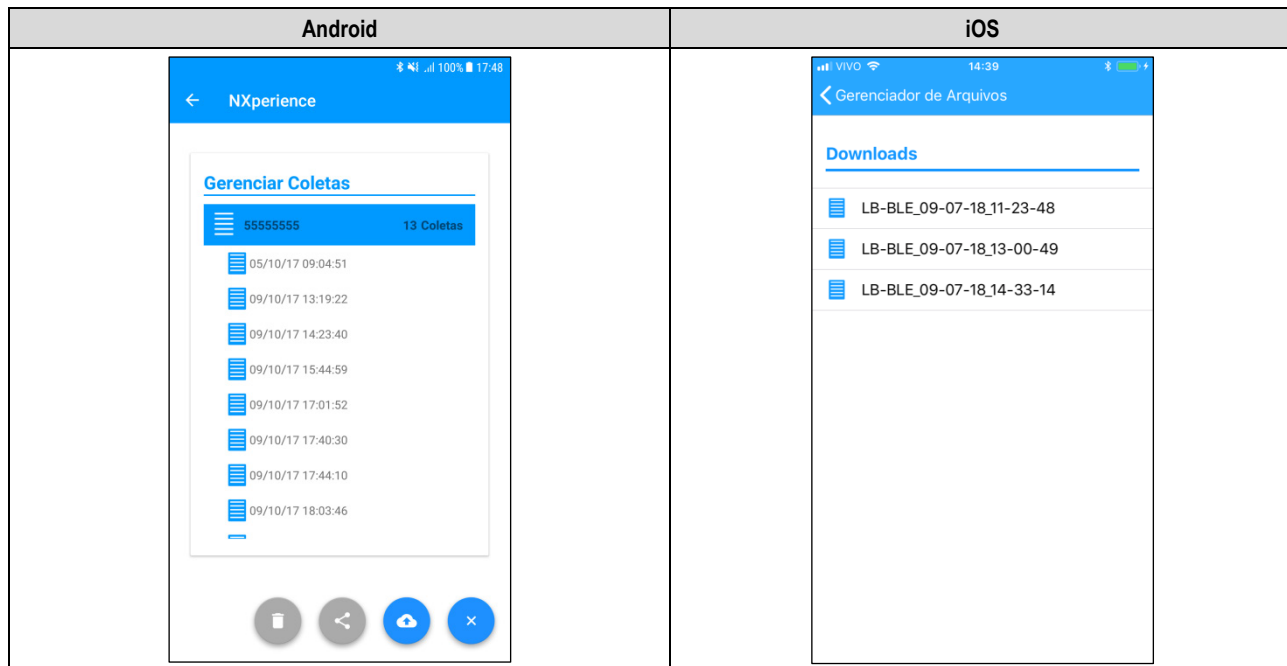 Android
iOS
100% 17:48
NXperience
Gerenciar Coletas
55555555 13 Coletas
05/10/17 09:04:51
09/10/17 13:19:22
09/10/17 14:23:40
09/10/17 15:44:59
09/10/17 17:01:52
09/10/17 17:40:30
09/10/17 17:44:10
09/10/17 18:03:46
VIVO 14:39
Gerenciador de Arquivos
Downloads
LB-BLE_09-07-18_11-23-48
LB-BLE_09-07-18_13-00-49
LB-BLE_09-07-18_14-33-14